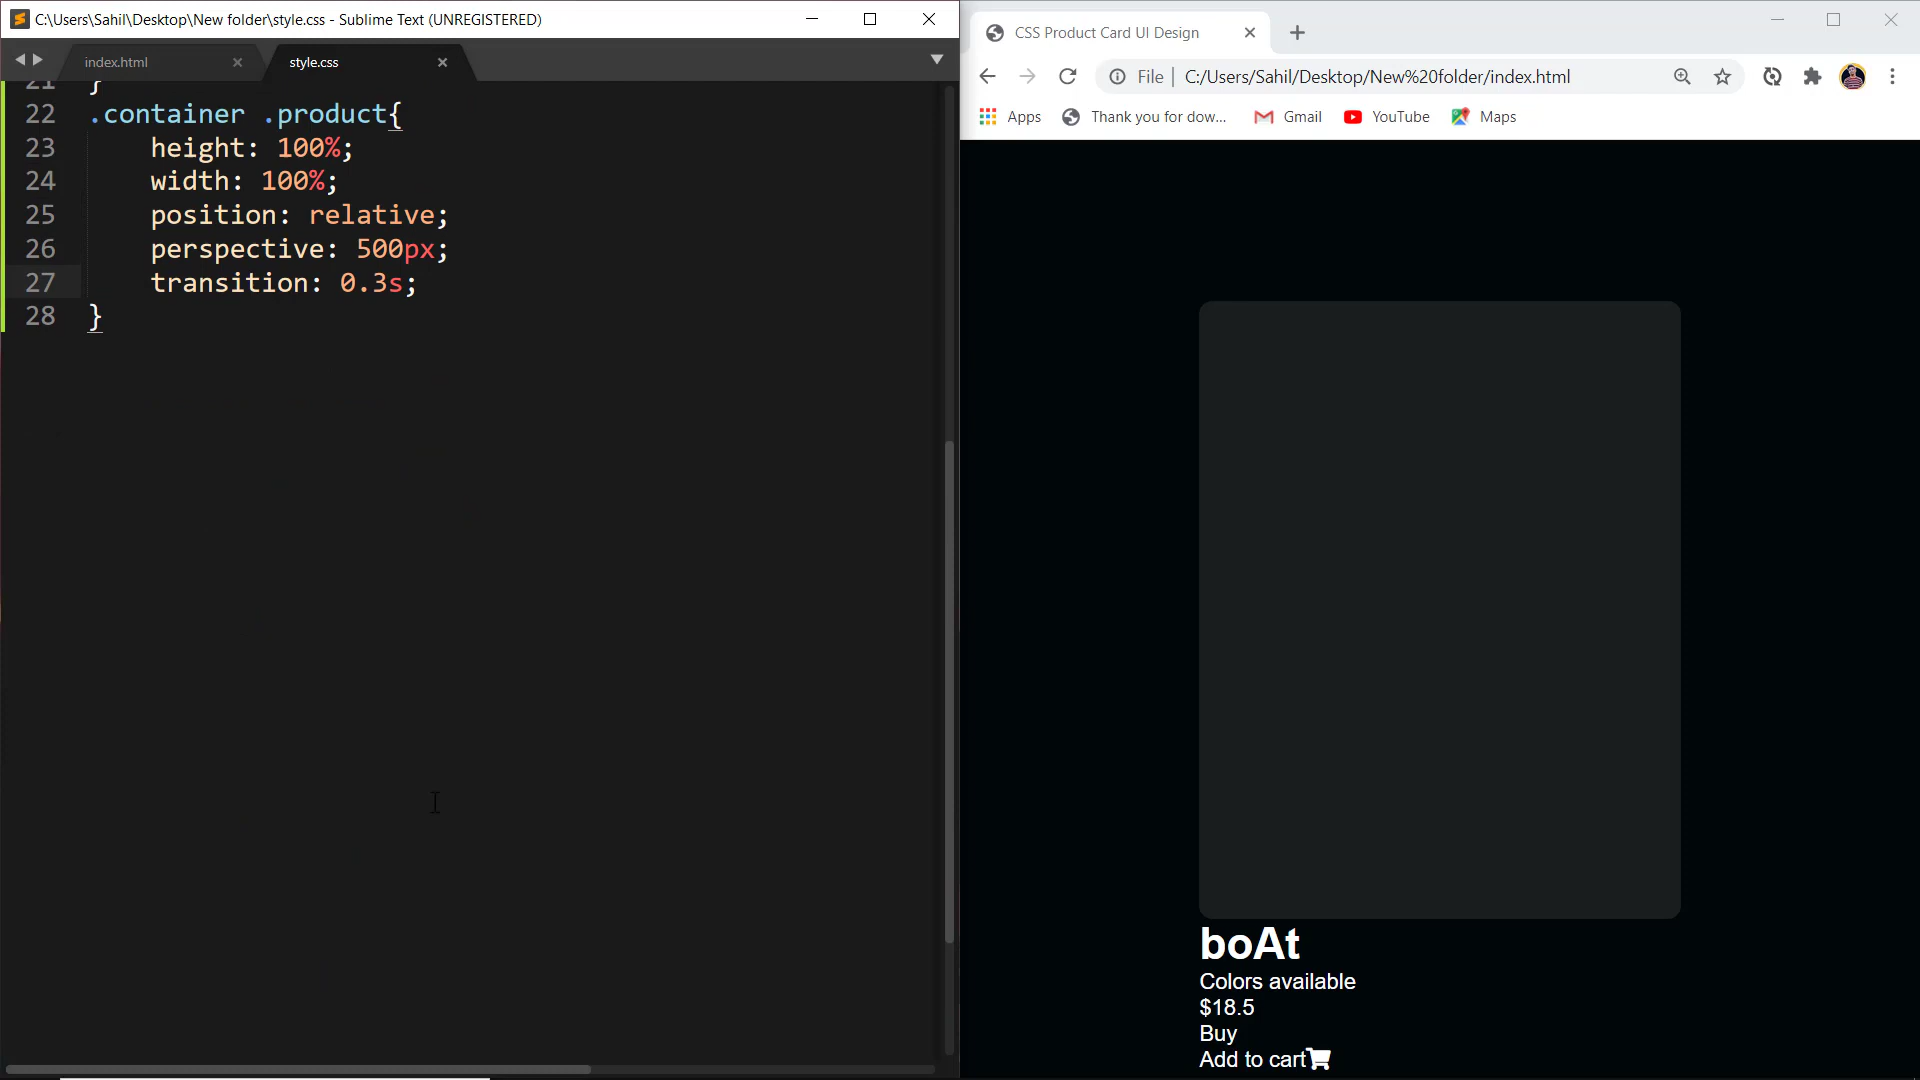 C:\Users\Sahil\Desktop\New folder\style.css - Sublime Text (UNREGISTERED)
index.html
style.css
21 }
22 .container .product{
23 height: 100%;
24 width: 100%;
25 position: relative;
26 perspective: 500px;
27 transition: 0.3s;
28 }
CSS Product Card UI Design
File | C:/Users/Sahil/Desktop/New%20folder/index.html
Apps
Thank you for dow...
Gmail
YouTube
Maps
boAt
Colors available
$18.5
Buy
Add to cart